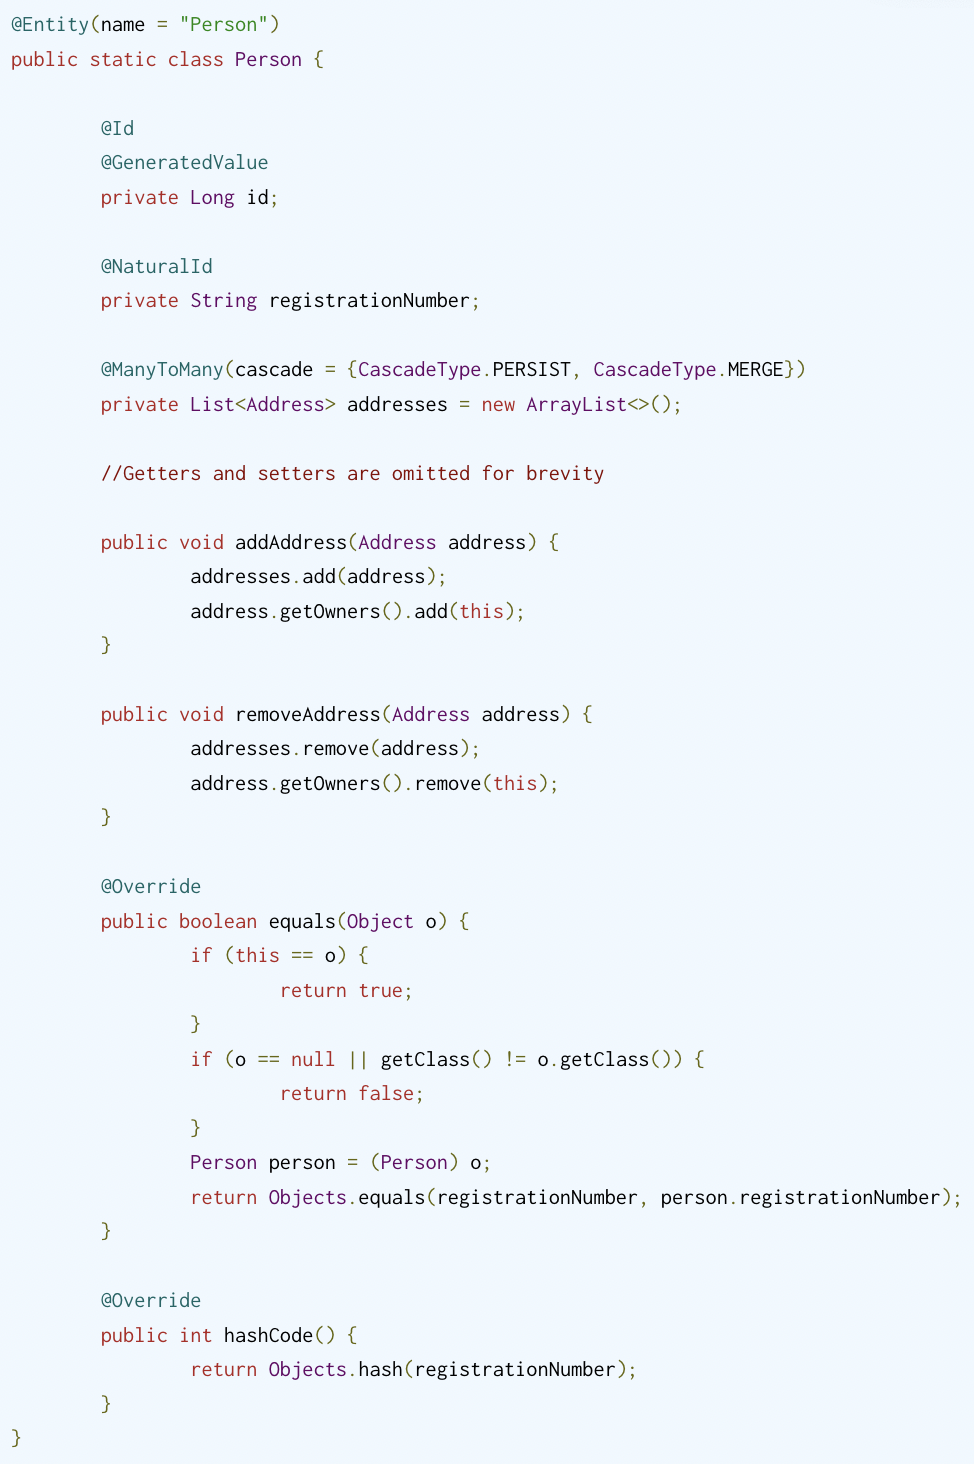 @Entity(name = "Person")
public static class Person {
@Id
@GeneratedValue
private Long id;
@NaturalId
private String registrationNumber;
@ManyToMany(cascade = {CascadeType.PERSIST, CascadeType.MERGE})
private List<Address> addresses = new ArrayList<>();
//Getters and setters are omitted for brevity
public void addAddress(Address address) {
addresses.add(address);
address.getOwners().add(this);
}
public void removeAddress(Address address) {
addresses.remove(address);
address.getOwners().remove(this);
}
@Override
public boolean equals(Object o) {
if (this == o) {
return true;
}
if (o == null || getClass() != o.getClass()) {
return false;
}
Person person = (Person) o;
return Objects.equals(registrationNumber, person.registrationNumber);
}
@Override
public int hashCode() {
return Objects.hash(registrationNumber);
}
}